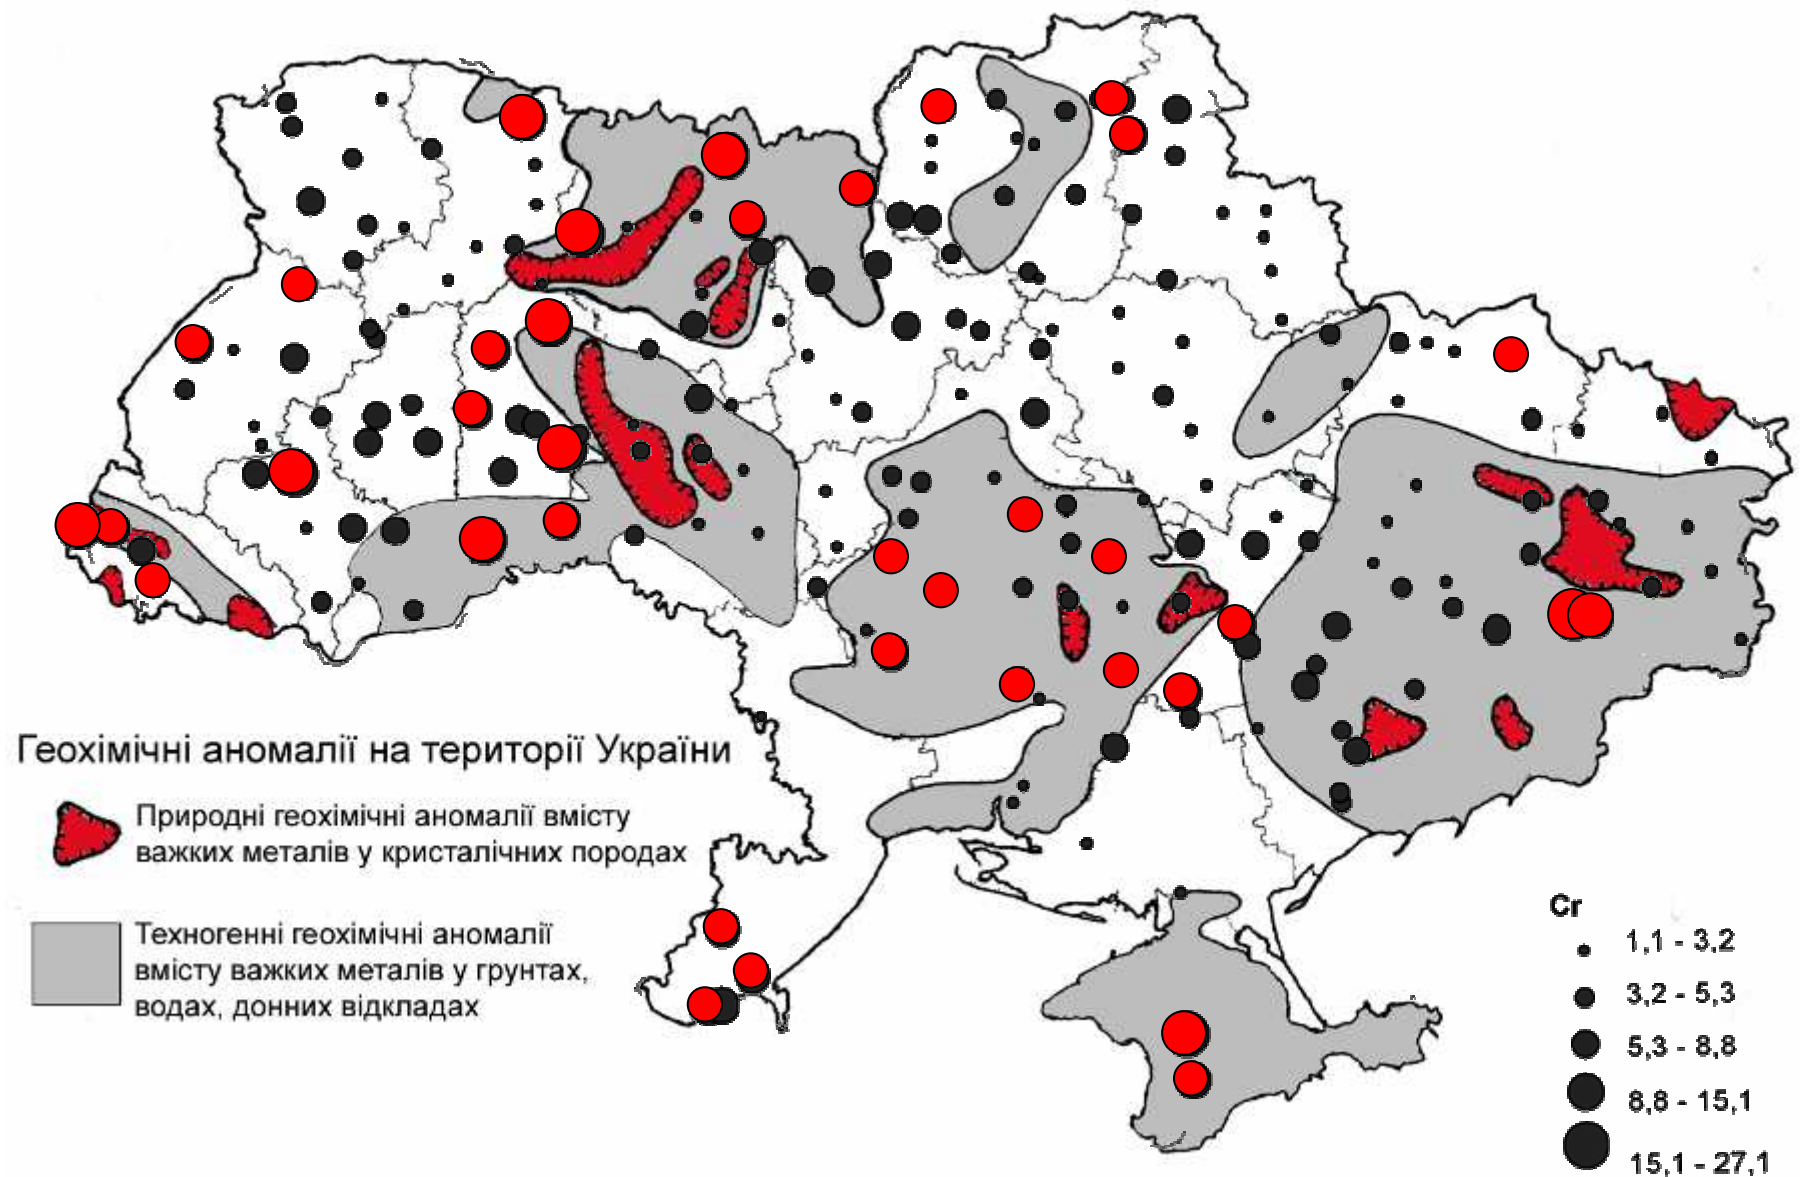 Геохімічні аномалії на території України
Природні геохімічні аномалії вмісту
важких металів у кристалічних породах
Техногенні геохімічні аномалії
вмісту важких металів у грунтах,
водах, донних відкладах
Cr
1,1 - 3,2
3,2 - 5,3
5,3 - 8,8
8,8 - 15,1
15,1 - 27,1